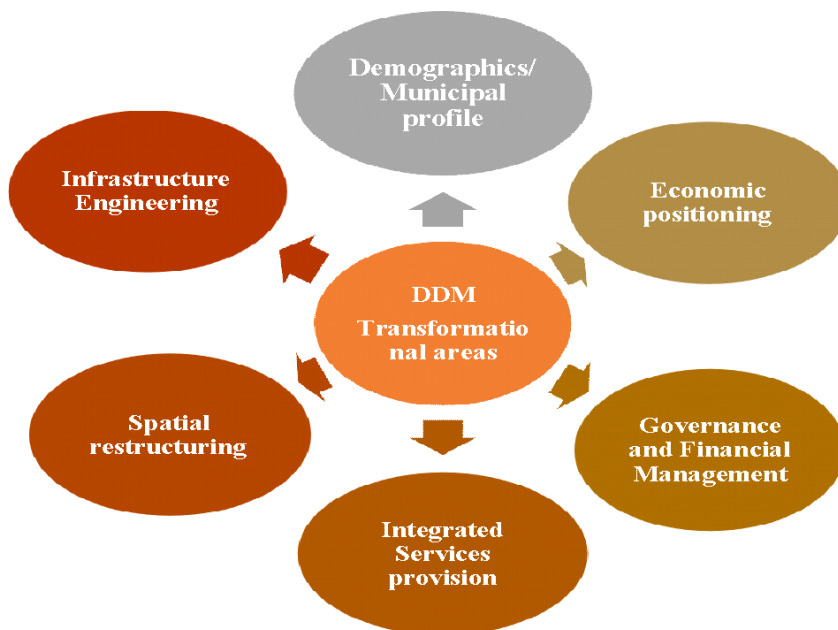 Demographics/
Municipal
profile
Infrastructure
Engineering
Economic
positioning
DDM
Transformatio
nal areas
Spatial
restructuring
Governance
and Financial
Management
Integrated
Services
provision